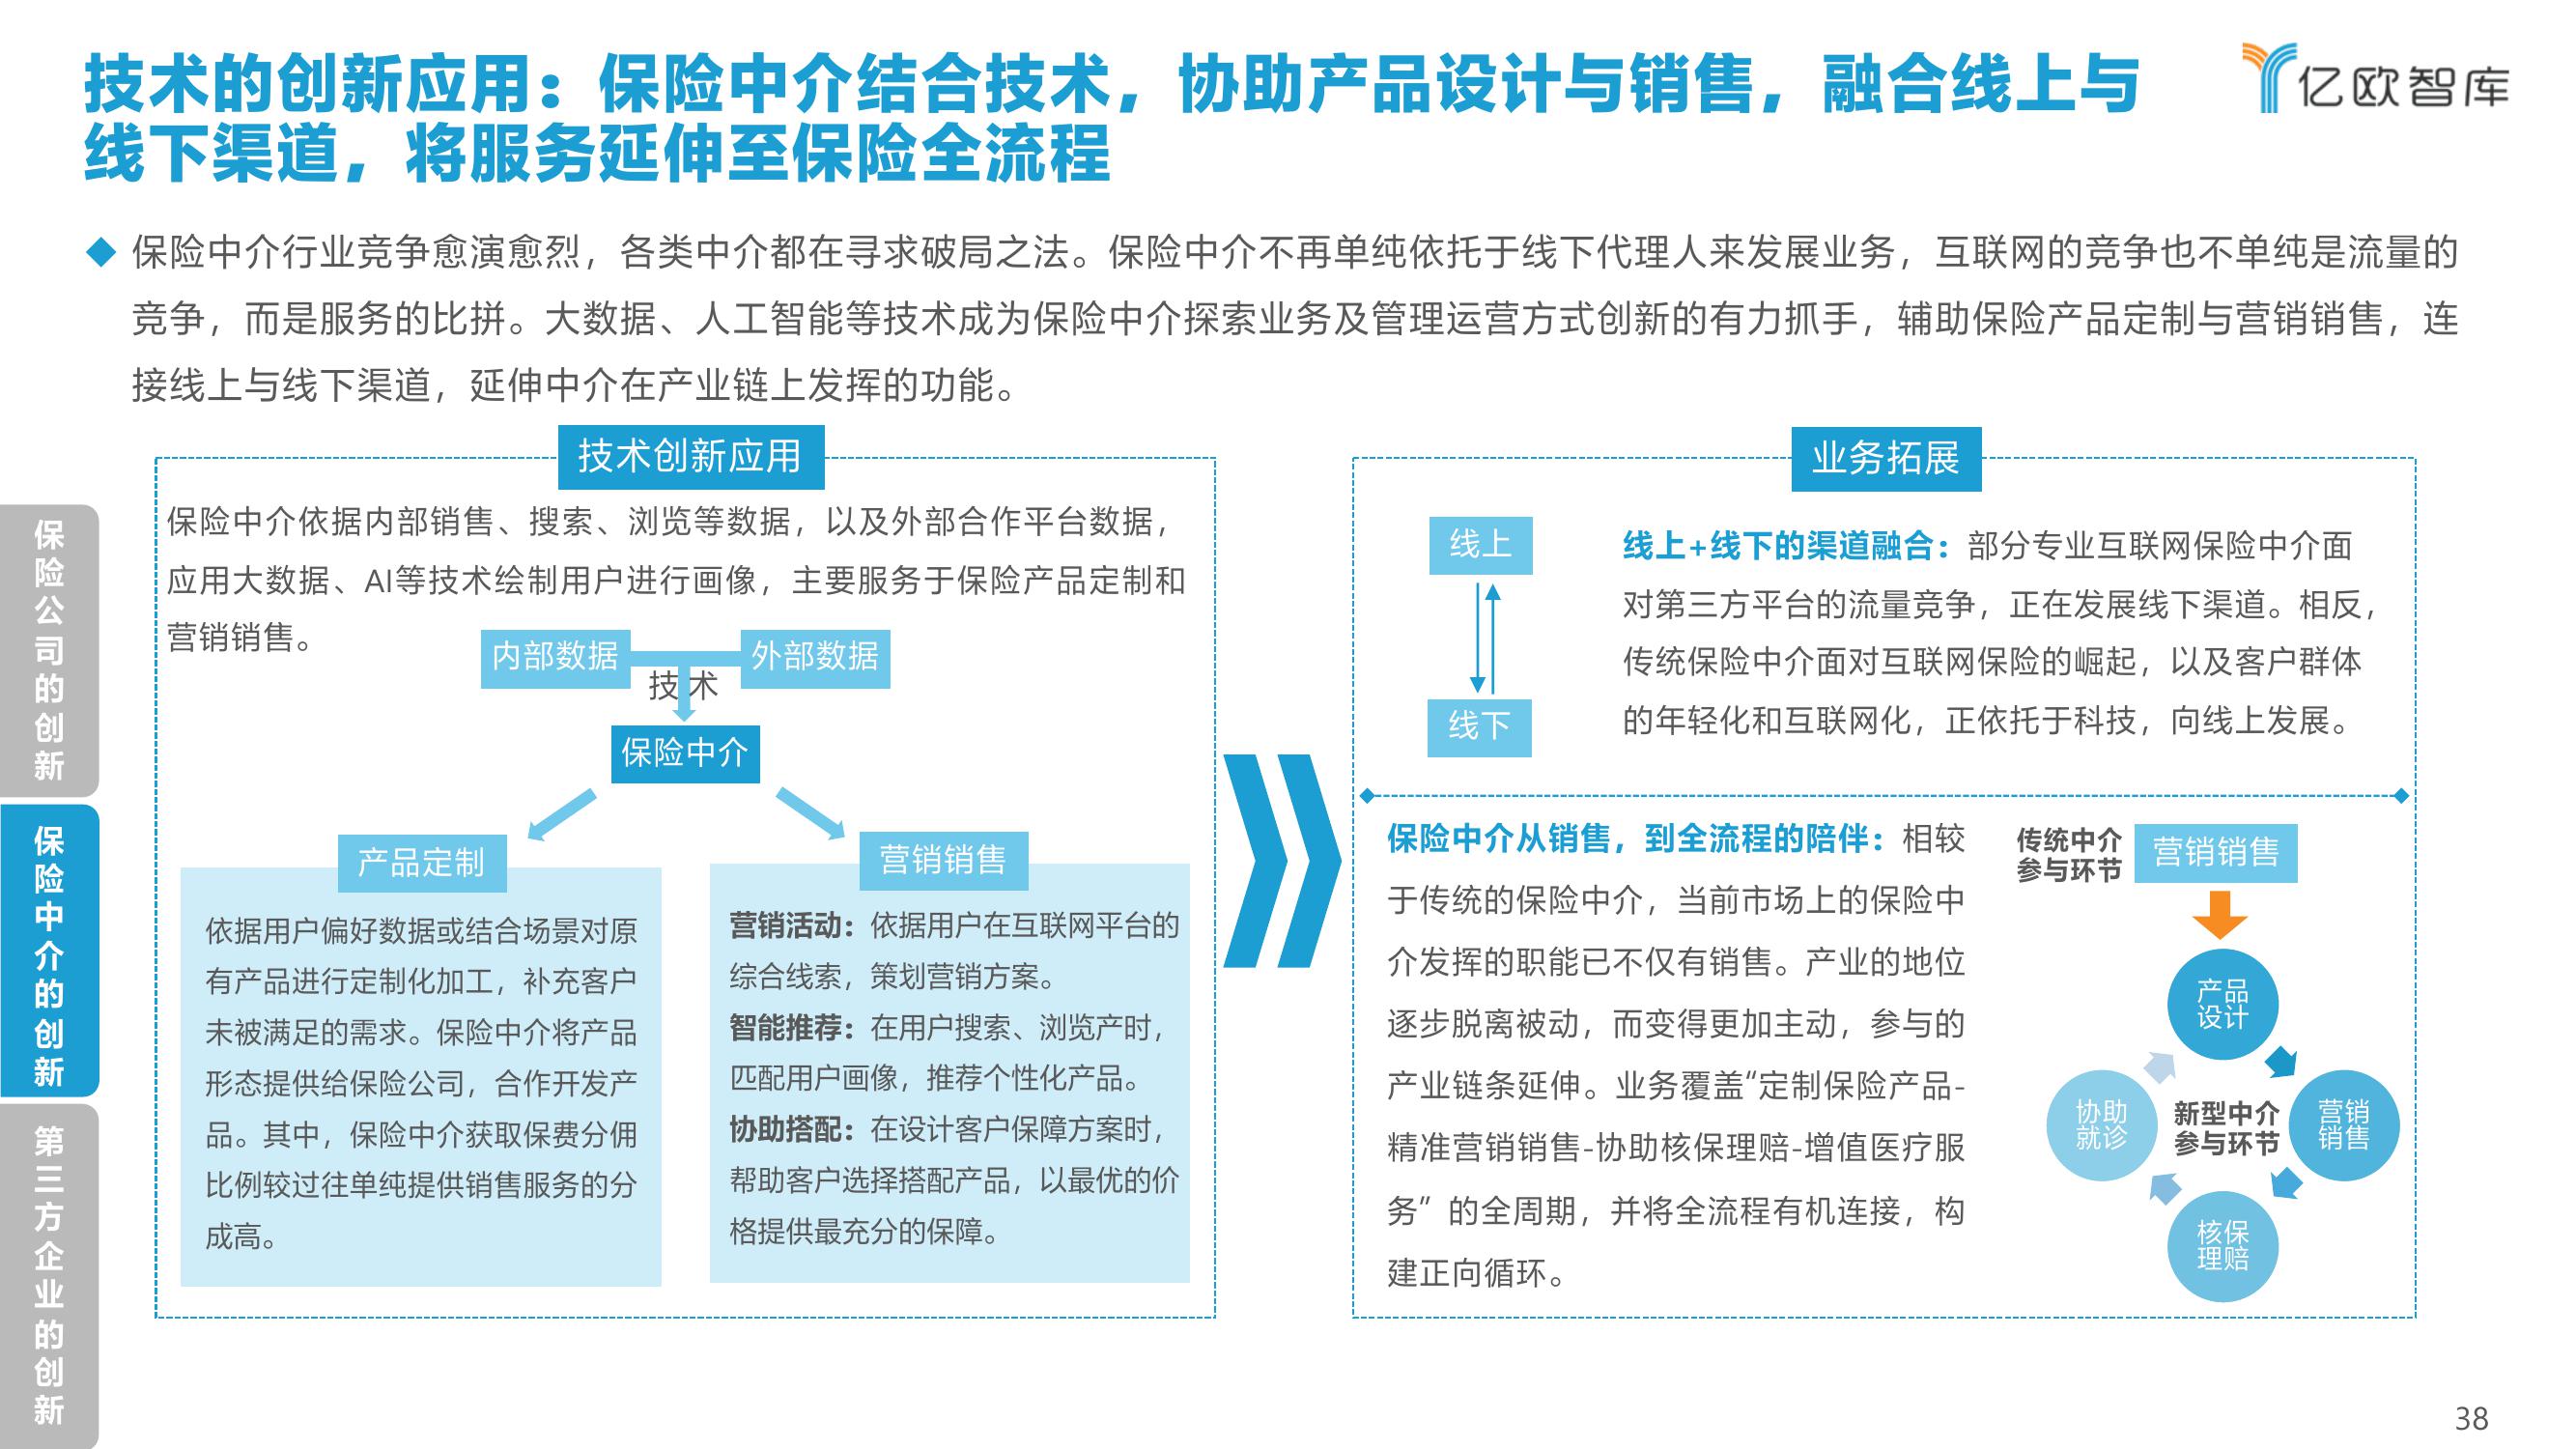 技术的创新应用：保险中介结合技术，协助产品设计与销售，融合线上与
线下渠道，将服务延伸至保险全流程
亿欧智库
保险中介行业竞争愈演愈烈，各类中介都在寻求破局之法。保险中介不再单纯依托于线下代理人来发展业务，互联网的竞争也不单纯是流量的
竞争，而是服务的比拼。大数据、人工智能等技术成为保险中介探索业务及管理运营方式创新的有力抓手，辅助保险产品定制与营销销售，连
接线上与线下渠道，延伸中介在产业链上发挥的功能。
保险公司的创新
保险中介的创新
第三方企业的创新
技术创新应用
保险中介依据内部销售、搜索、浏览等数据，以及外部合作平台数据，
应用大数据、AI等技术绘制用户进行画像，主要服务于保险产品定制和
营销销售。
内部数据
外部数据
技术
保险中介
产品定制
依据用户偏好数据或结合场景对原
有产品进行定制化加工，补充客户
未被满足的需求。保险中介将产品
形态提供给保险公司，合作开发产
品。其中，保险中介获取保费分佣
比例较过往单纯提供销售服务的分
成高。
营销销售
营销活动：依据用户在互联网平台的
综合线索，策划营销方案。
智能推荐：在用户搜索、浏览产时，
匹配用户画像，推荐个性化产品。
协助搭配：在设计客户保障方案时，
帮助客户选择搭配产品，以最优的价
格提供最充分的保障。
业务拓展
线上
线下
线上+线下的渠道融合：部分专业互联网保险中介面
对第三方平台的流量竞争，正在发展线下渠道。相反，
传统保险中介面对互联网保险的崛起，以及客户群体
的年轻化和互联网化，正依托于科技，向线上发展。
保险中介从销售，到全流程的陪伴：相较
于传统的保险中介，当前市场上的保险中
介发挥的职能已不仅有销售。产业的地位
逐步脱离被动，而变得更加主动，参与的
产业链条延伸。业务覆盖“定制保险产品-
精准营销销售-协助核保理赔-增值医疗服
务”的全周期，并将全流程有机连接，构
建正向循环。
传统中介
参与环节
营销销售
产品
设计
营销
销售
核保
理赔
协助
就诊
新型中介
参与环节
38